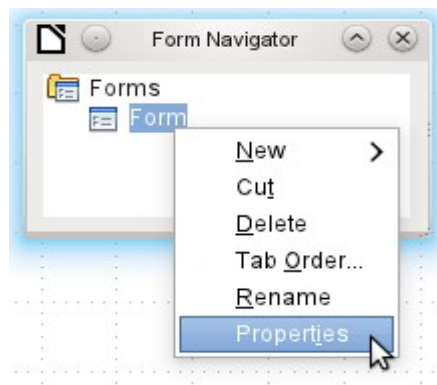 Form Navigator
Forms
Form
New
Cut
Delete
Tab Order...
Rename
Properties